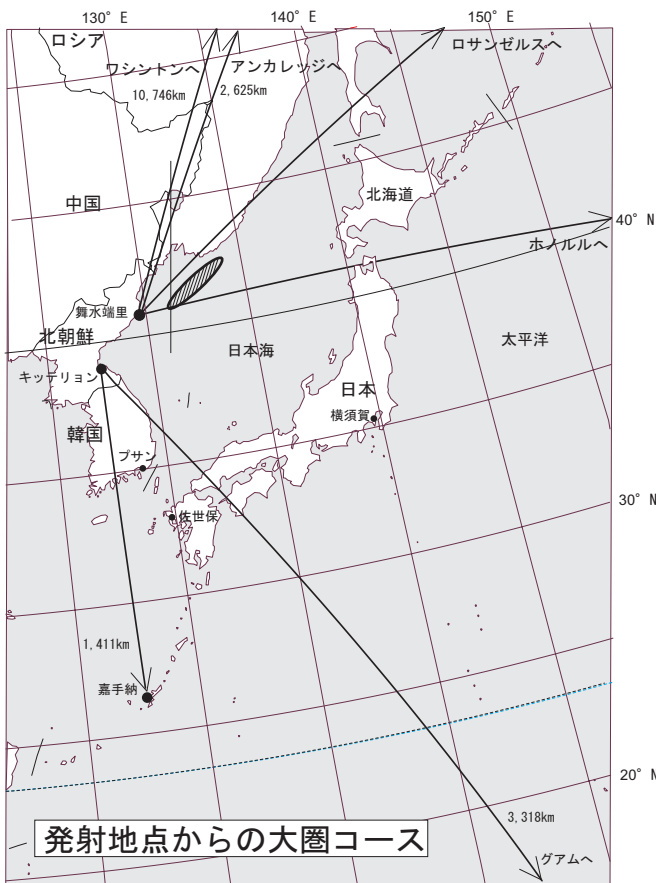 130° E
140° E
150° E
ロシア
ワシントンへ
アンカレッジへ
ロサンゼルスへ
10,746km
2,625km
中国
北海道
40° N
ホノルルへ
舞水端里
北朝鮮
日本海
太平洋
キッテリョン
日本
横須賀
韓国
プサン
30° N
佐世保
1,411km
嘉手納
20° N
3,318km
発射地点からの大圏コース
グアムへ